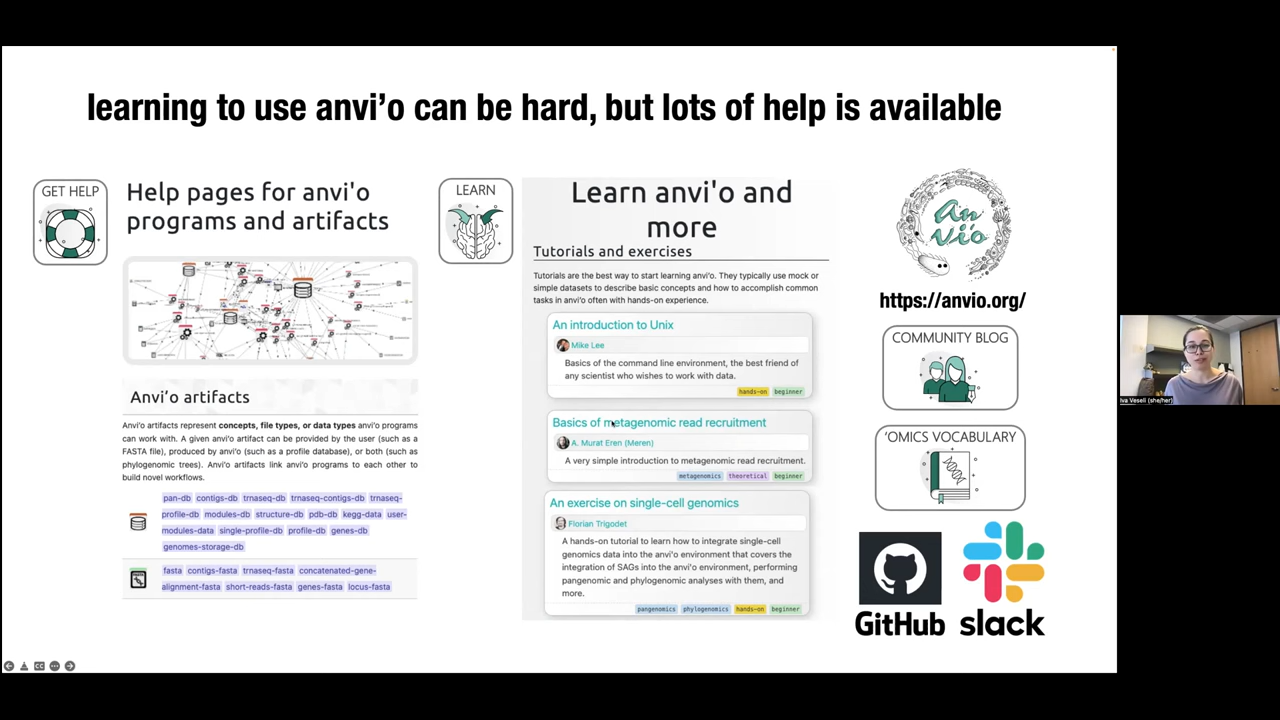 learning to use anvi’o can be hard, but lots of help is available
GET HELP
Help pages for anvi'o
programs and artifacts
Anvi’o artifacts
Anvi’o artifacts represent concepts, file types, or data types anvi’o programs
can work with. A given anvi’o artifact can be provided by the user (such as a
FASTA file), produced by anvi’o (such as a profile database), or both (such as
phylogenomic trees). Anvi’o artifacts link anvi’o programs to each other to
build novel workflows.
pan-db contigs-db trnaseq-db trnaseq-contigs-db trnaseq-
profile-db modules-db structure-db pdb-db kegg-data user-
modules-data single-profile-db profile-db genes-db
genomes-storage-db
fasta contigs-fasta trnaseq-fasta concatenated-gene-
alignment-fasta short-reads-fasta genes-fasta locus-fasta
LEARN
Learn anvi'o and
more
Tutorials and exercises
Tutorials are the best way to start learning anvi’o. They typically use mock or
simple datasets to describe basic concepts and how to accomplish common
tasks in anvi’o often with hands-on experience.
An introduction to Unix
Mike Lee
Basics of the command line environment, the best friend of
any scientist who wishes to work with data.
hands-on beginner
Basics of metagenomic read recruitment
A. Murat Eren (Meren)
A very simple introduction to metagenomic read recruitment.
metagenomics theoretical beginner
An exercise on single-cell genomics
Florian Trigodet
A hands-on tutorial to learn how to integrate single-cell
genomics data into the anvi’o environment that covers the
integration of SAGs into the anvi’o environment, performing
pangenomic and phylogenomic analyses with them, and
more.
pangenomics phylogenomics hands-on beginner
An
vi’o
https://anvio.org/
COMMUNITY BLOG
‘OMICS VOCABULARY
GitHub
slack
Iva Veseli (she/her)